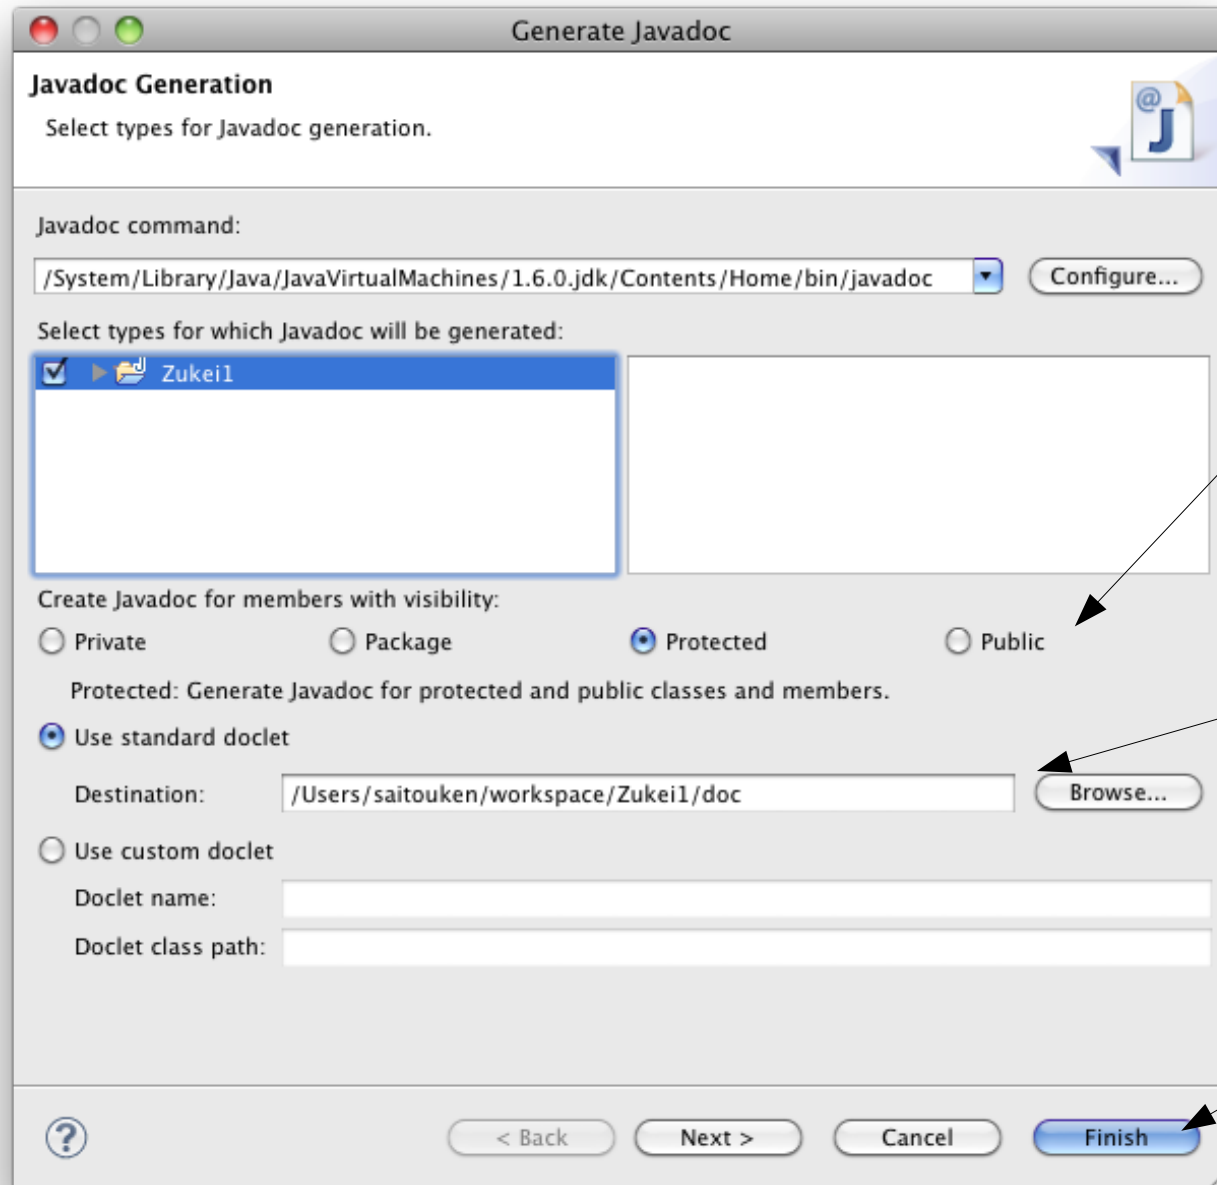 Generate Javadoc
Javadoc Generation
Select types for Javadoc generation.
@
J
Javadoc command:
/System/Library/Java/JavaVirtualMachines/1.6.0.jdk/Contents/Home/bin/javadoc Configure...
Select types for which Javadoc will be generated:
J
Zukei1
Create Javadoc for members with visibility:
Private Package Protected Public
Protected: Generate Javadoc for protected and public classes and members.
Use standard doclet
Destination: /Users/saitouken/workspace/Zukei1/doc Browse...
Use custom doclet
Doclet name:
Doclet class path:
? < Back Next > Cancel Finish